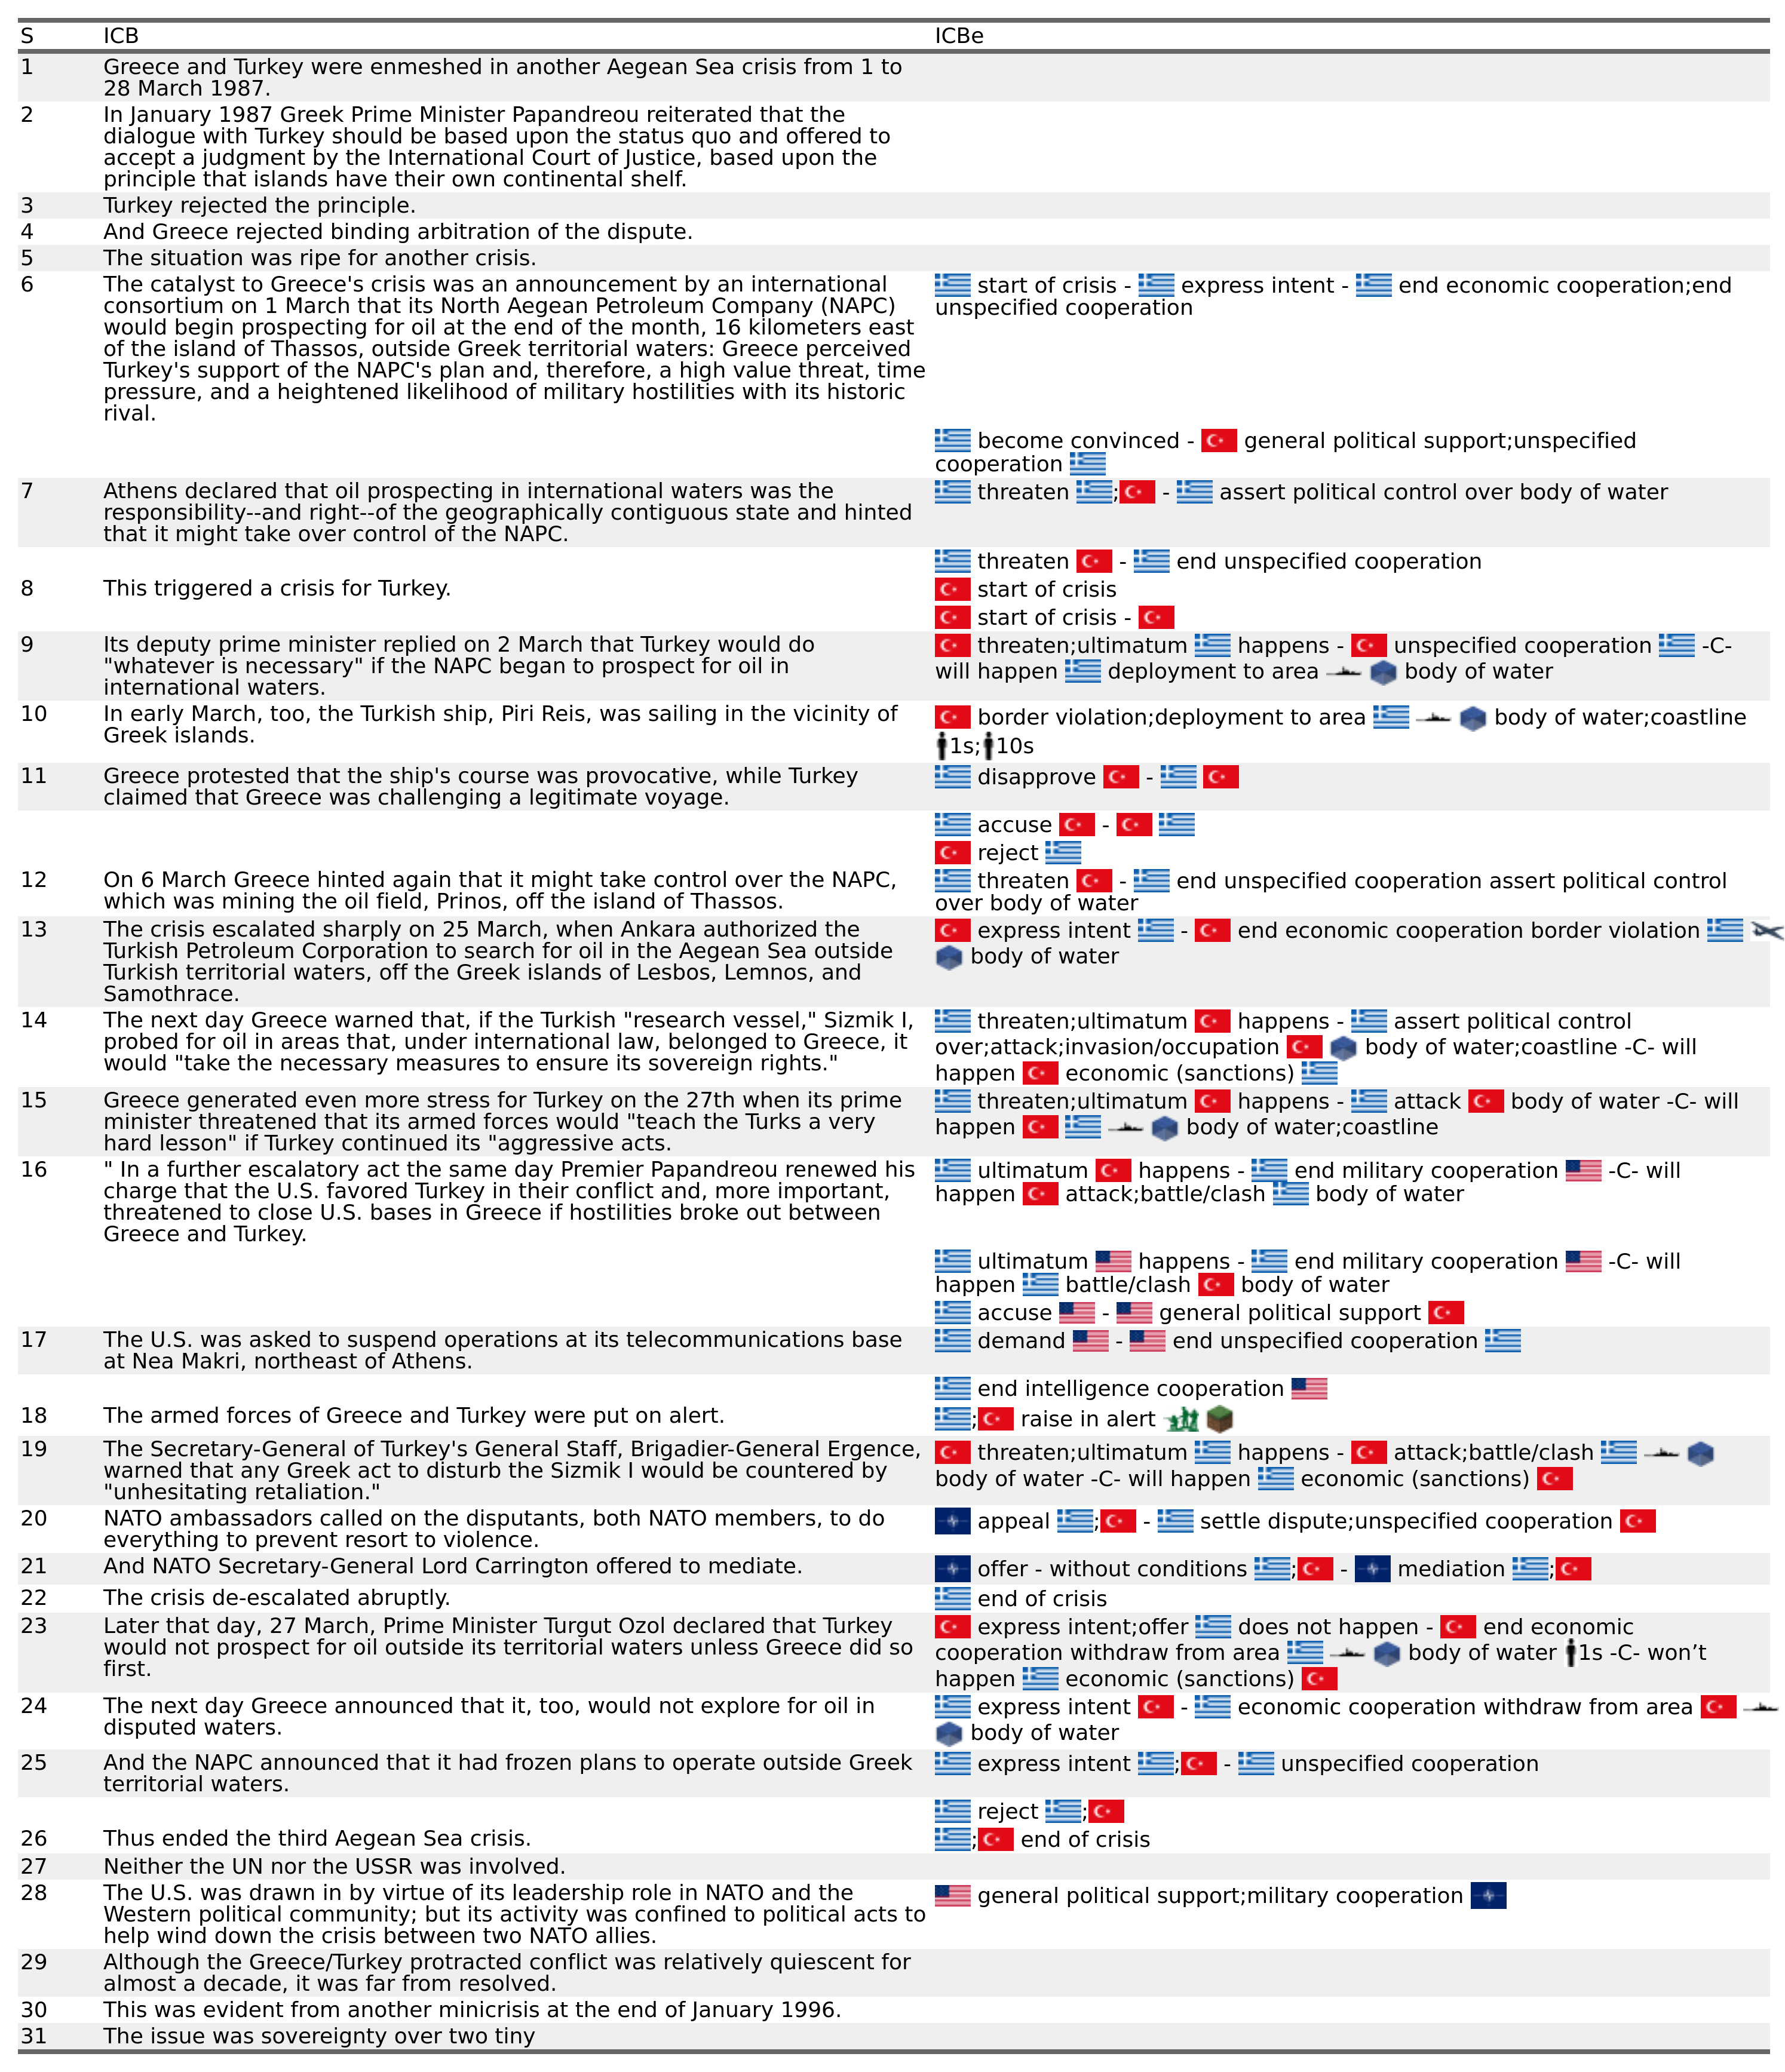 S ICB ICBe
1 Greece and Turkey were enmeshed in another Aegean Sea crisis from 1 to
28 March 1987.
2 In January 1987 Greek Prime Minister Papandreou reiterated that the
dialogue with Turkey should be based upon the status quo and offered to
accept a judgment by the International Court of Justice, based upon the
principle that islands have their own continental shelf.
3 Turkey rejected the principle.
4 And Greece rejected binding arbitration of the dispute.
5 The situation was ripe for another crisis.
6 The catalyst to Greece's crisis was an announcement by an international
consortium on 1 March that its North Aegean Petroleum Company (NAPC)
would begin prospecting for oil at the end of the month, 16 kilometers east
of the island of Thassos, outside Greek territorial waters: Greece perceived
Turkey's support of the NAPC's plan and, therefore, a high value threat, time
pressure, and a heightened likelihood of military hostilities with its historic
rival.
start of crisis - express intent - end economic cooperation;end
unspecified cooperation
become convinced - general political support;unspecified
cooperation
7 Athens declared that oil prospecting in international waters was the
responsibility--and right--of the geographically contiguous state and hinted
that it might take over control of the NAPC.
threaten ; - assert political control over body of water
threaten - end unspecified cooperation
8 This triggered a crisis for Turkey.
start of crisis
start of crisis -
9 Its deputy prime minister replied on 2 March that Turkey would do
"whatever is necessary" if the NAPC began to prospect for oil in
international waters.
threaten;ultimatum happens - unspecified cooperation -C-
will happen deployment to area body of water
10 In early March, too, the Turkish ship, Piri Reis, was sailing in the vicinity of
Greek islands.
border violation;deployment to area body of water;coastline
1s; 10s
11 Greece protested that the ship's course was provocative, while Turkey
claimed that Greece was challenging a legitimate voyage.
disapprove -
accuse -
reject
12 On 6 March Greece hinted again that it might take control over the NAPC,
which was mining the oil field, Prinos, off the island of Thassos.
threaten - end unspecified cooperation assert political control
over body of water
13 The crisis escalated sharply on 25 March, when Ankara authorized the
Turkish Petroleum Corporation to search for oil in the Aegean Sea outside
Turkish territorial waters, off the Greek islands of Lesbos, Lemnos, and
Samothrace.
express intent - end economic cooperation border violation
body of water
14 The next day Greece warned that, if the Turkish "research vessel," Sizmik I,
probed for oil in areas that, under international law, belonged to Greece, it
would "take the necessary measures to ensure its sovereign rights."
threaten;ultimatum happens - assert political control
over;attack;invasion/occupation body of water;coastline -C- will
happen economic (sanctions)
15 Greece generated even more stress for Turkey on the 27th when its prime
minister threatened that its armed forces would "teach the Turks a very
hard lesson" if Turkey continued its "aggressive acts.
threaten;ultimatum happens - attack body of water -C- will
happen body of water;coastline
16 " In a further escalatory act the same day Premier Papandreou renewed his
charge that the U.S. favored Turkey in their conflict and, more important,
threatened to close U.S. bases in Greece if hostilities broke out between
Greece and Turkey.
ultimatum happens - end military cooperation -C- will
happen attack;battle/clash body of water
ultimatum happens - end military cooperation -C- will
happen battle/clash body of water
accuse - general political support
17 The U.S. was asked to suspend operations at its telecommunications base
at Nea Makri, northeast of Athens.
demand - end unspecified cooperation
end intelligence cooperation
18 The armed forces of Greece and Turkey were put on alert.
; raise in alert
19 The Secretary-General of Turkey's General Staff, Brigadier-General Ergence,
warned that any Greek act to disturb the Sizmik I would be countered by
"unhesitating retaliation."
threaten;ultimatum happens - attack;battle/clash
body of water -C- will happen economic (sanctions)
20 NATO ambassadors called on the disputants, both NATO members, to do
everything to prevent resort to violence.
appeal ; - settle dispute;unspecified cooperation
21 And NATO Secretary-General Lord Carrington offered to mediate.
offer - without conditions ; - mediation ;
22 The crisis de-escalated abruptly.
end of crisis
23 Later that day, 27 March, Prime Minister Turgut Ozol declared that Turkey
would not prospect for oil outside its territorial waters unless Greece did so
first.
express intent;offer does not happen - end economic
cooperation withdraw from area body of water 1s -C- won’t
happen economic (sanctions)
24 The next day Greece announced that it, too, would not explore for oil in
disputed waters.
express intent - economic cooperation withdraw from area
body of water
25 And the NAPC announced that it had frozen plans to operate outside Greek
territorial waters.
express intent ; - unspecified cooperation
reject ;
26 Thus ended the third Aegean Sea crisis.
; end of crisis
27 Neither the UN nor the USSR was involved.
28 The U.S. was drawn in by virtue of its leadership role in NATO and the
Western political community; but its activity was confined to political acts to
help wind down the crisis between two NATO allies.
general political support;military cooperation
29 Although the Greece/Turkey protracted conflict was relatively quiescent for
almost a decade, it was far from resolved.
30 This was evident from another minicrisis at the end of January 1996.
31 The issue was sovereignty over two tiny